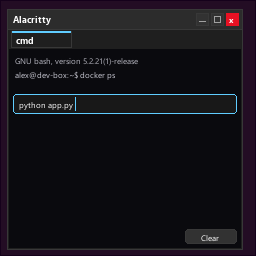 Alacritty
cmd
GNU bash, version 5.2.21(1)-release
alex@dev-box:~$ docker ps
python app.py
Clear